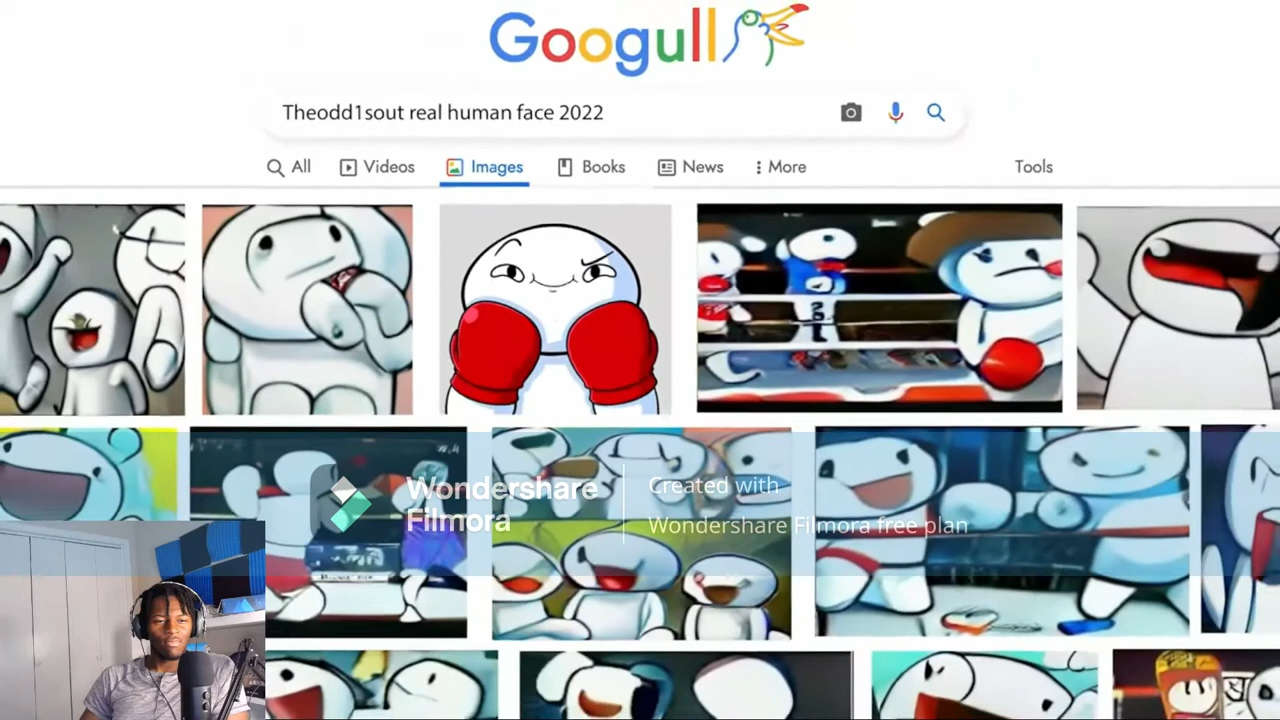 Googull
Theodd1sout real human face 2022
All Videos Images Books News More Tools
Wondershare
Filmora
Created with
Wondershare Filmora free plan